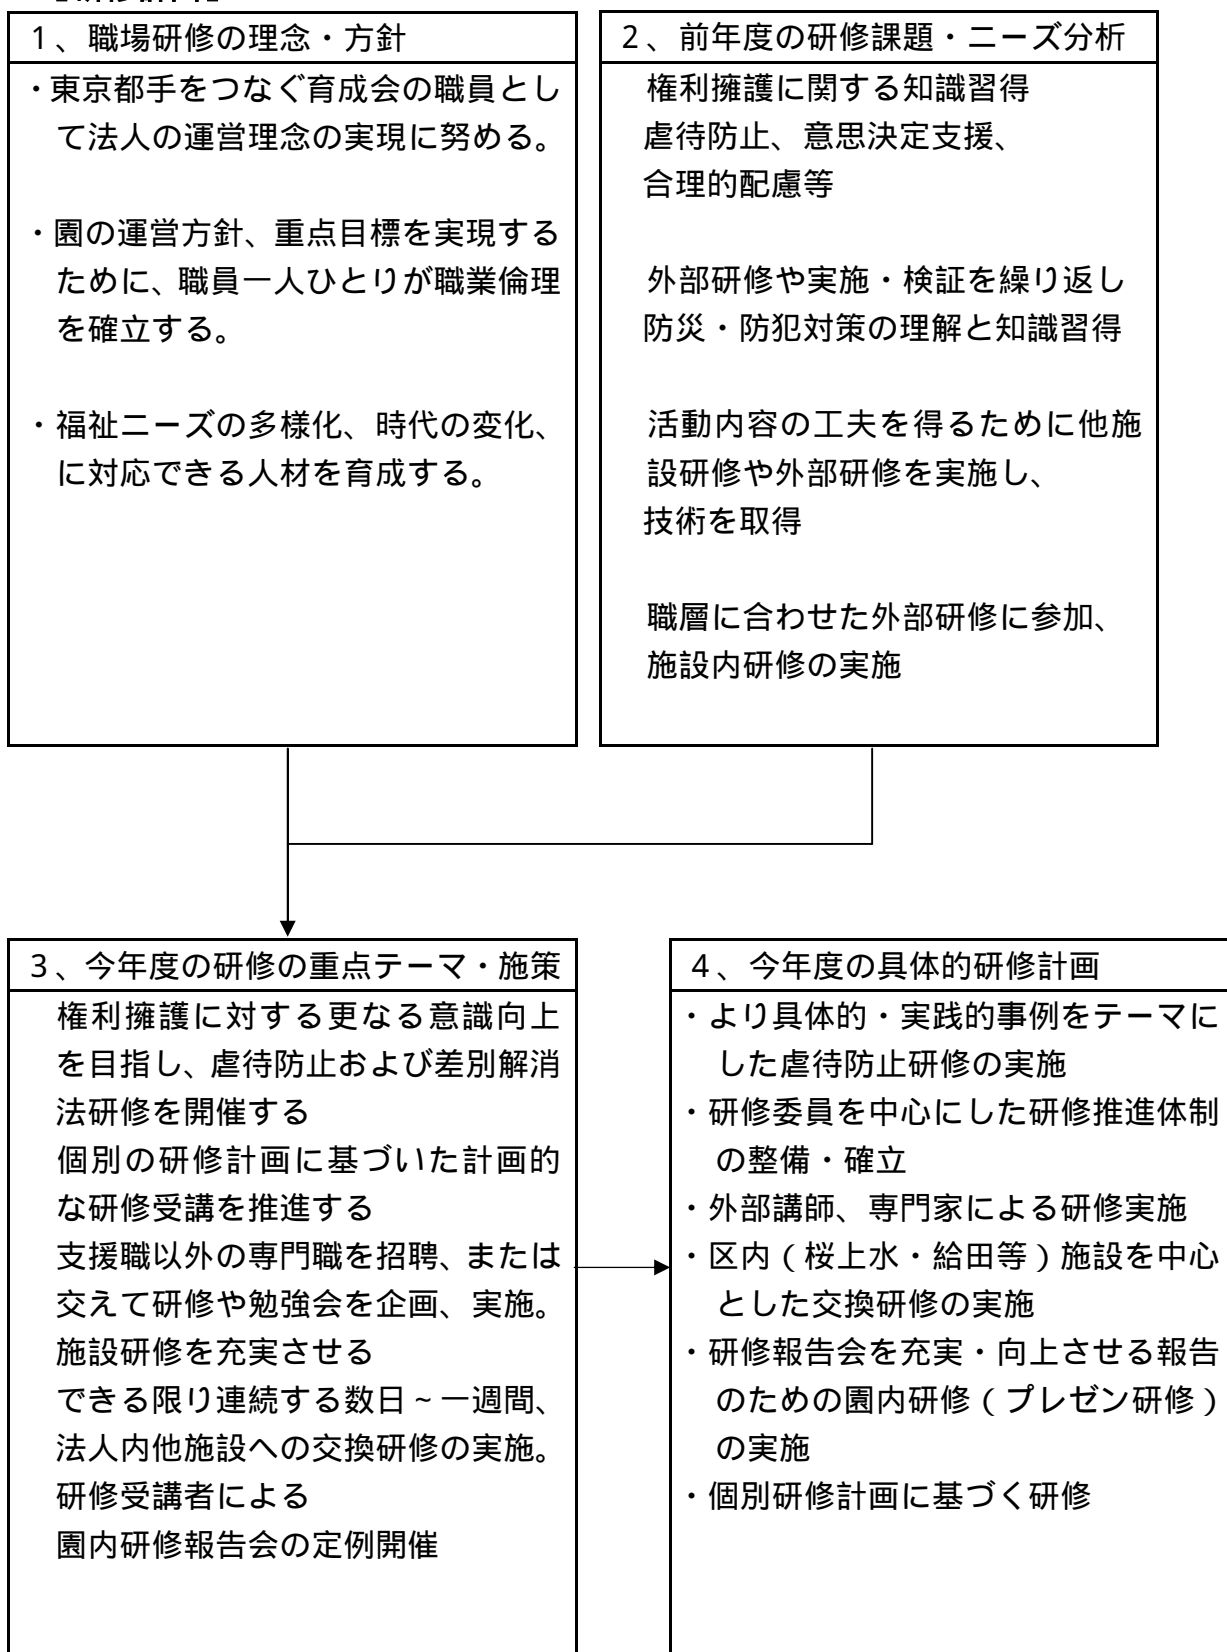 1、職場研修の理念・方針
・東京都手をつなぐ育成会の職員とし
て法人の運営理念の実現に努める。
・園の運営方針、重点目標を実現する
ために、職員一人ひとりが職業倫理
を確立する。
・福祉ニーズの多様化、時代の変化、
に対応できる人材を育成する。
2、前年度の研修課題・ニーズ分析
権利擁護に関する知識習得
虐待防止、意思決定支援、
合理的配慮等
外部研修や実施・検証を繰り返し
防災・防犯対策の理解と知識習得
活動内容の工夫を得るために他施
設研修や外部研修を実施し、
技術を取得
職層に合わせた外部研修に参加、
施設内研修の実施
3、今年度の研修の重点テーマ・施策
権利擁護に対する更なる意識向上
を目指し、虐待防止および差別解消
法研修を開催する
個別の研修計画に基づいた計画的
な研修受講を推進する
支援職以外の専門職を招聘、または
交えて研修や勉強会を企画、実施。
施設研修を充実させる
できる限り連続する数日~一週間、
法人内他施設への交換研修の実施。
研修受講者による
園内研修報告会の定例開催
4、今年度の具体的研修計画
・より具体的・実践的事例をテーマに
した虐待防止研修の実施
・研修委員を中心にした研修推進体制
の整備・確立
・外部講師、専門家による研修実施
・区内(桜上水・給田等)施設を中心
とした交換研修の実施
・研修報告会を充実・向上させる報告
のための園内研修(プレゼン研修)
の実施
・個別研修計画に基づく研修